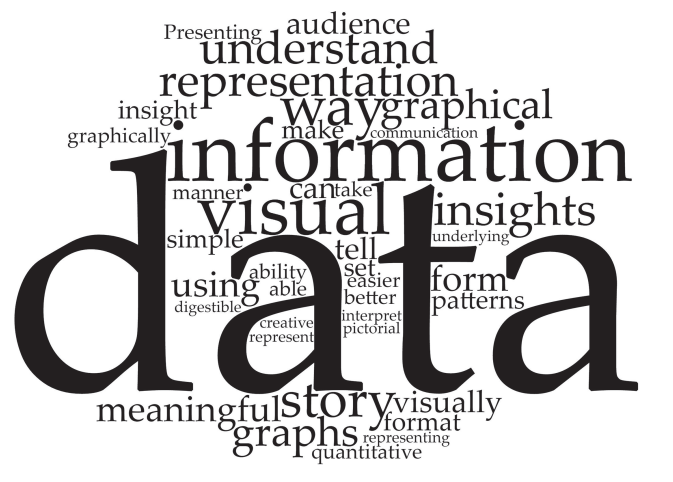 audience
Presenting
understand
representation
insight way graphical
graphically make communication
information
manner can take
visual insights
simple underlying
tell
data
set
ability easier form
using able
better patterns
digestible
interpret
creative pictorial
represent
meaningful story visually
format
graphs representing
quantitative